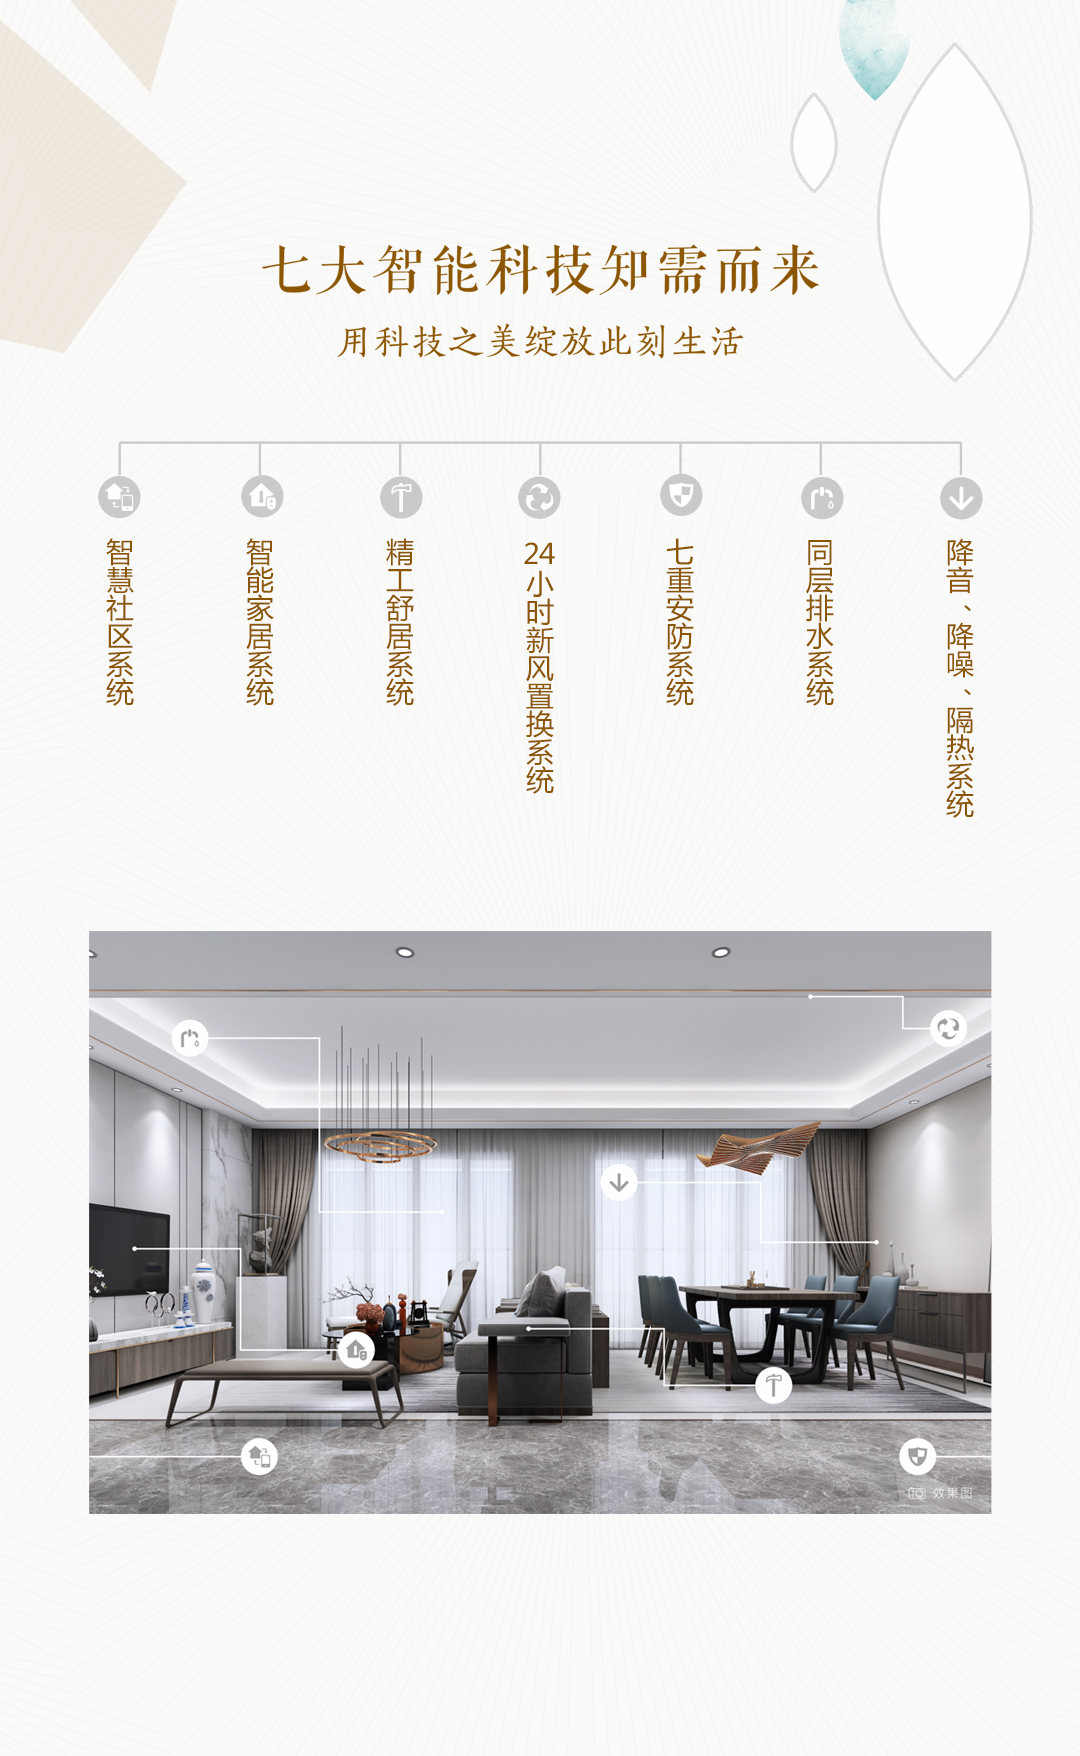 七大智能科技知需而来
用科技之美绽放此刻生活
智慧社区系统
智能家居系统
精工舒居系统
24小时新风置换系统
七重安防系统
同层排水系统
降音、降噪、隔热系统
效果图